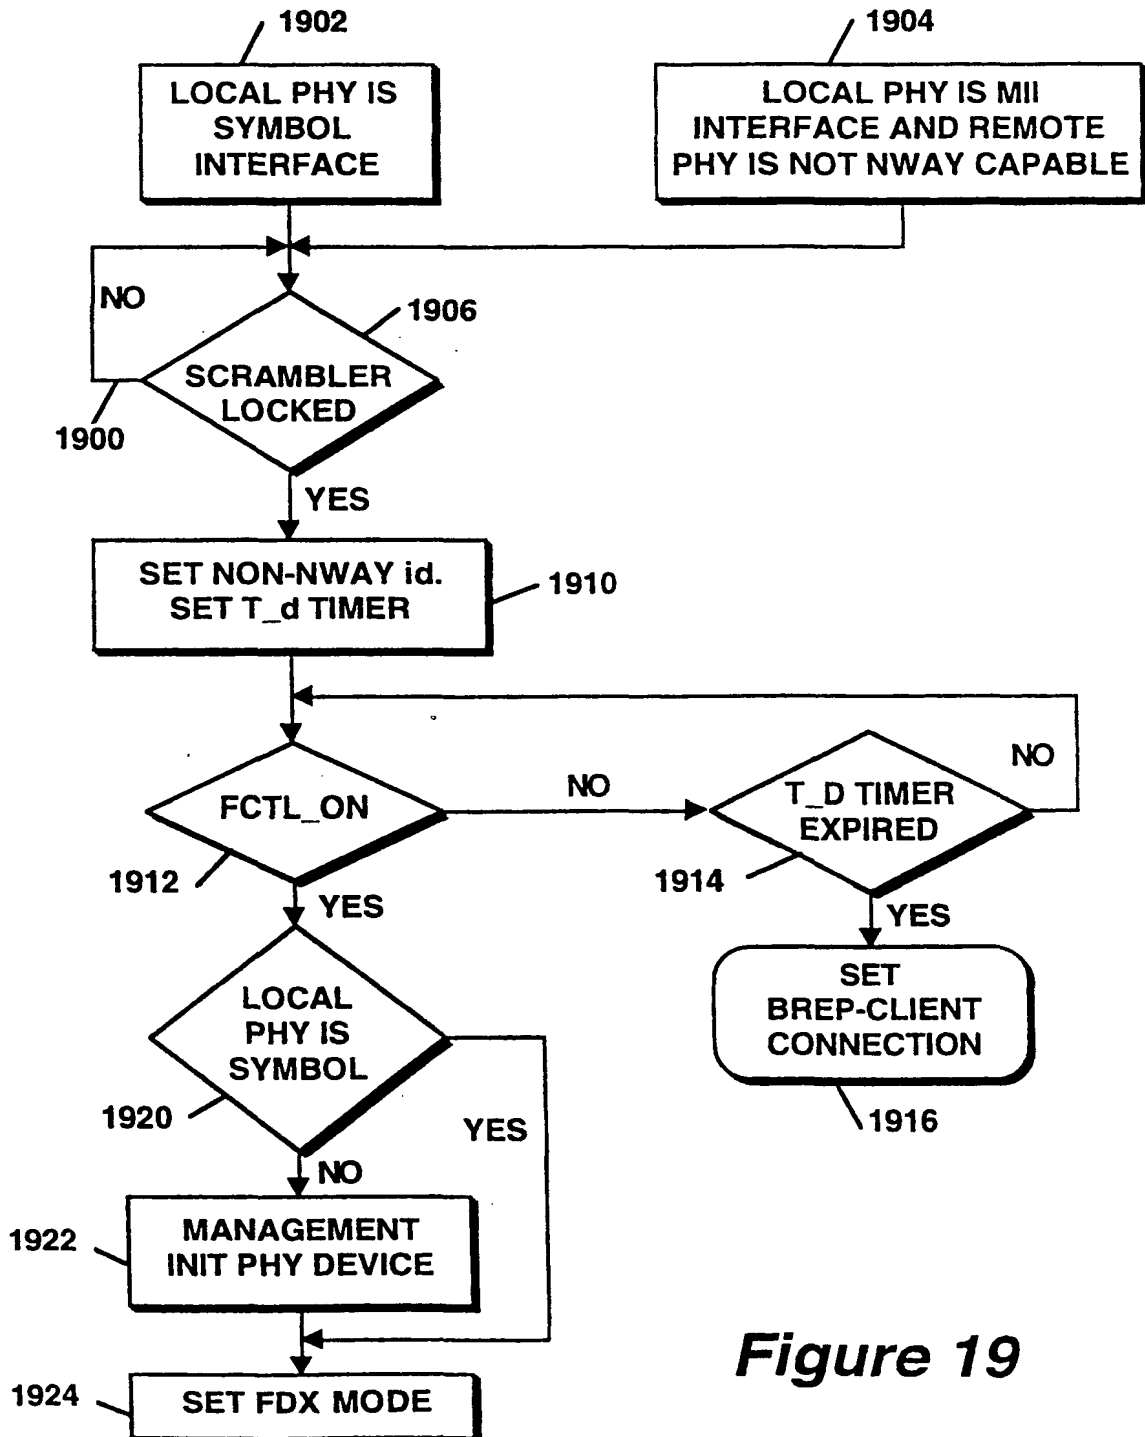 1902
1904
LOCAL PHY IS
SYMBOL
INTERFACE
LOCAL PHY IS MII
INTERFACE AND REMOTE
PHY IS NOT NWAY CAPABLE
NO
1906
SCRAMBLER
LOCKED
1900
YES
SET NON-NWAY id.
SET T_d TIMER
1910
FCTL_ON
NO
T_D TIMER
EXPIRED
NO
1912
1914
YES
YES
LOCAL
PHY IS
SYMBOL
SET
BREP-CLIENT
CONNECTION
1920
YES
1916
NO
1922
MANAGEMENT
INIT PHY DEVICE
1924
SET FDX MODE
Figure 19